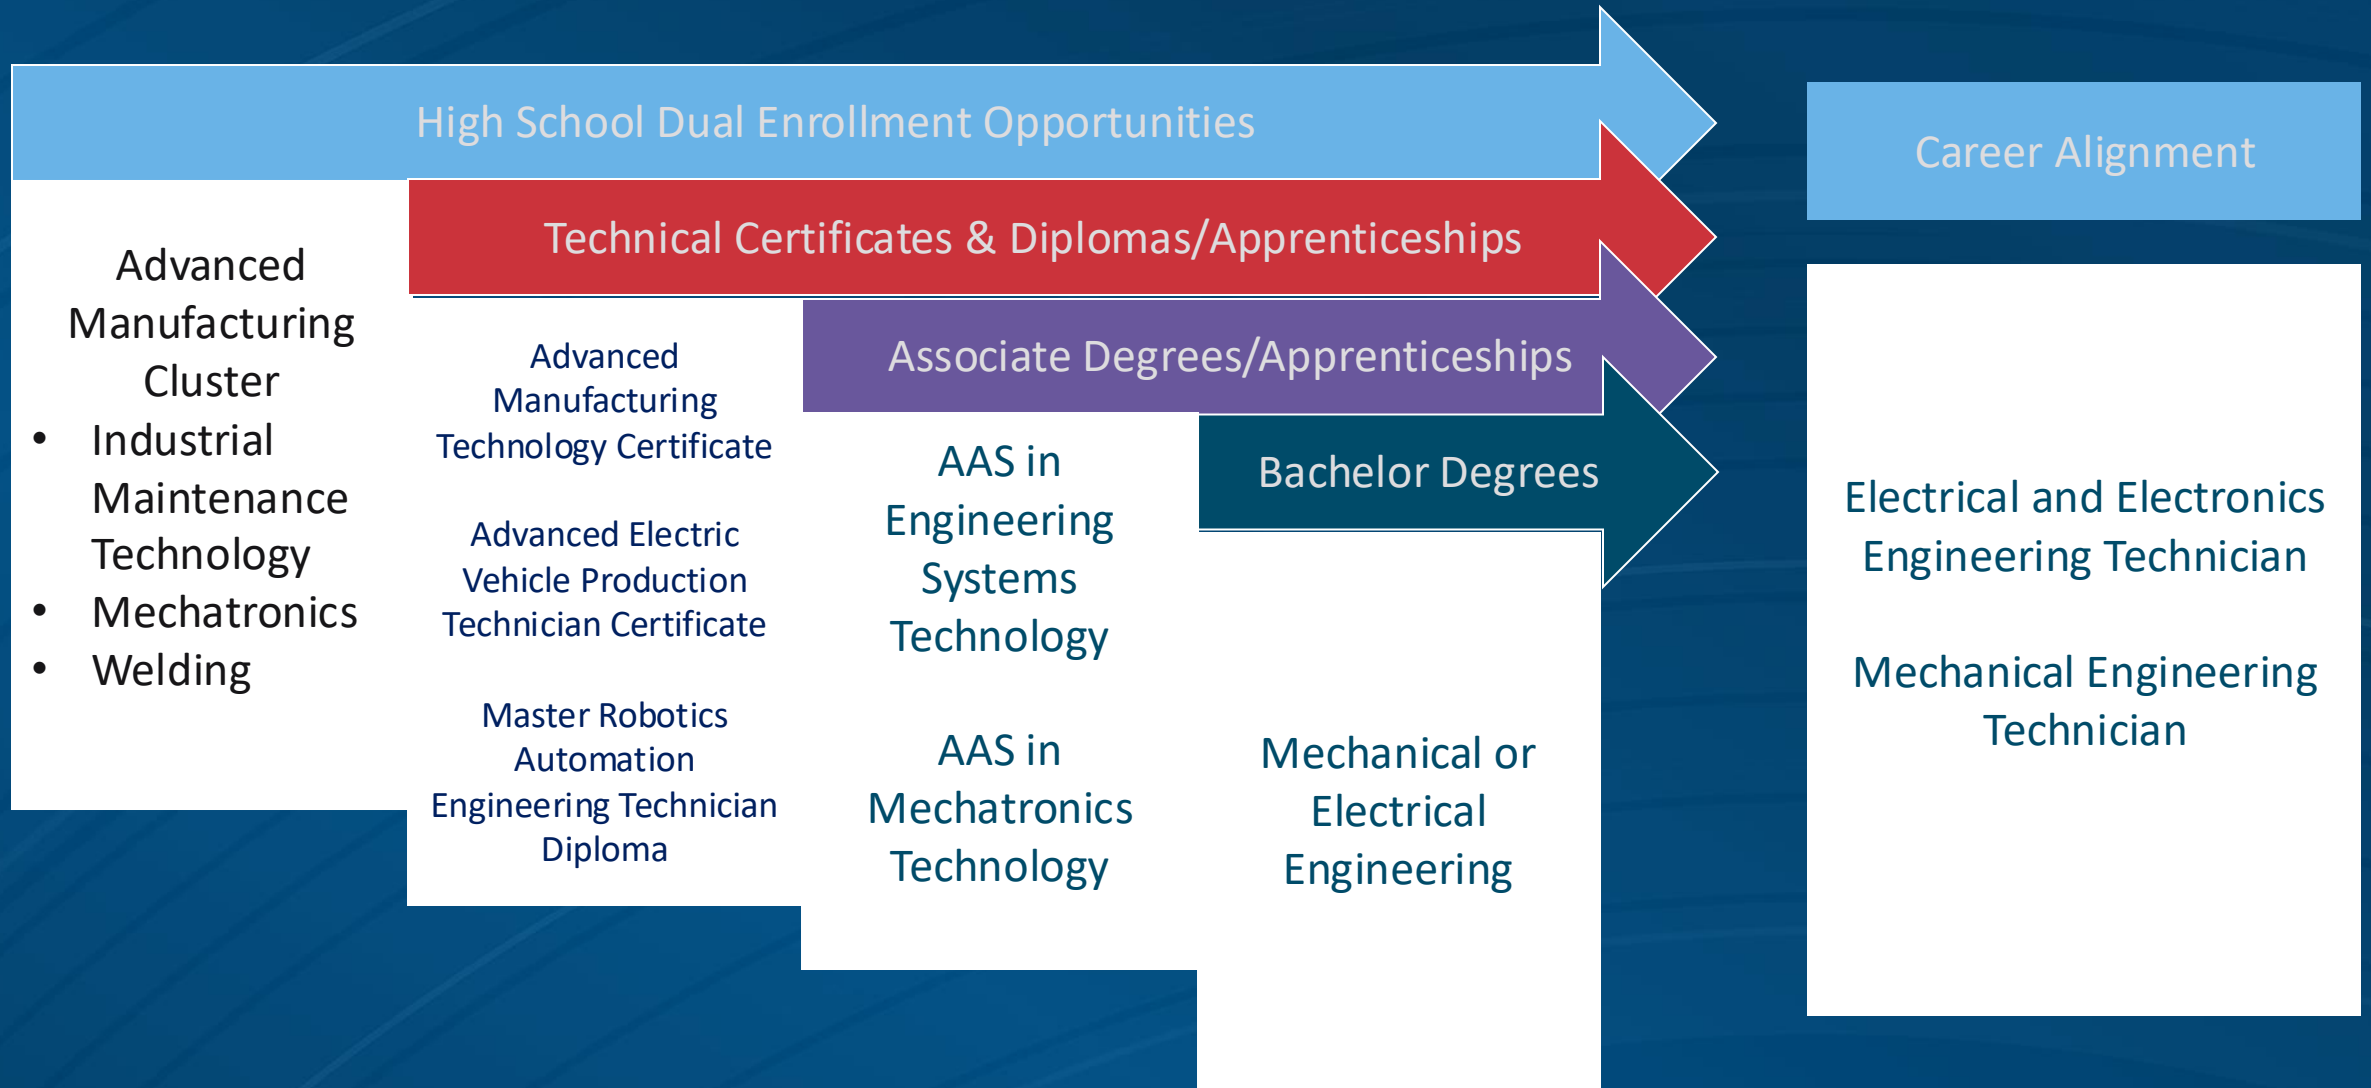 High School Dual Enrollment Opportunities
Career Alignment
Technical Certificates & Diplomas/Apprenticeships
Advanced
Manufacturing
Cluster
• Industrial
Maintenance
Technology
• Mechatronics
• Welding
Associate Degrees/Apprenticeships
Advanced
Manufacturing
Technology Certificate
Advanced Electric
Vehicle Production
Technician Certificate
Master Robotics
Automation
Engineering Technician
Diploma
Bachelor Degrees
AAS in
Engineering
Systems
Technology
AAS in
Mechatronics
Technology
Mechanical or
Electrical
Engineering
Electrical and Electronics
Engineering Technician
Mechanical Engineering
Technician